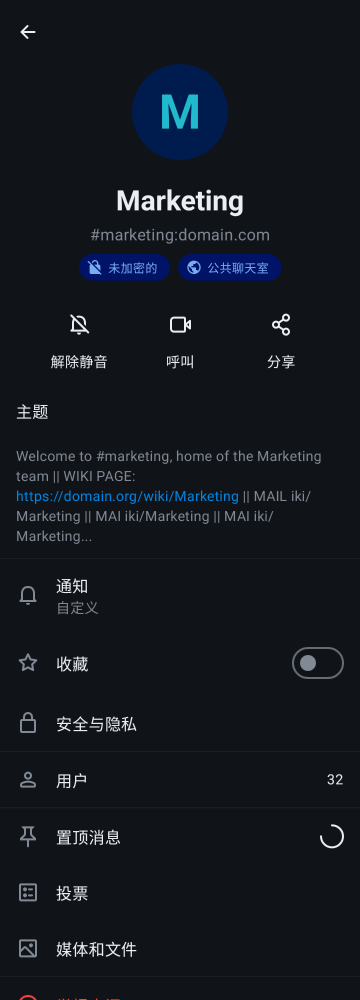 M
Marketing
#marketing:domain.com
未加密的 公共聊天室
解除静音 呼叫 分享
主题
Welcome to #marketing, home of the Marketing
team || WIKI PAGE:
https://domain.org/wiki/Marketing || MAIL iki/
Marketing || MAI iki/Marketing || MAI iki/
Marketing...
通知
自定义
收藏
安全与隐私
用户 32
置顶消息
投票
媒体和文件